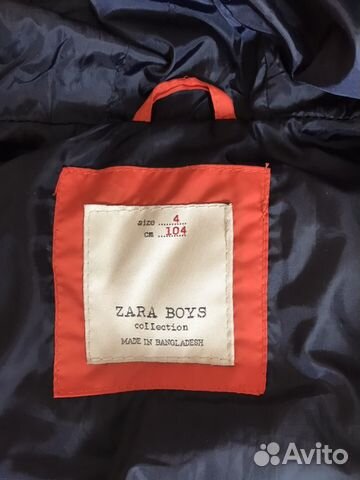 size ..... 4 .....
cm ..... 104
ZARA BOYS
collection
MADE IN BANGLADESH
Avito